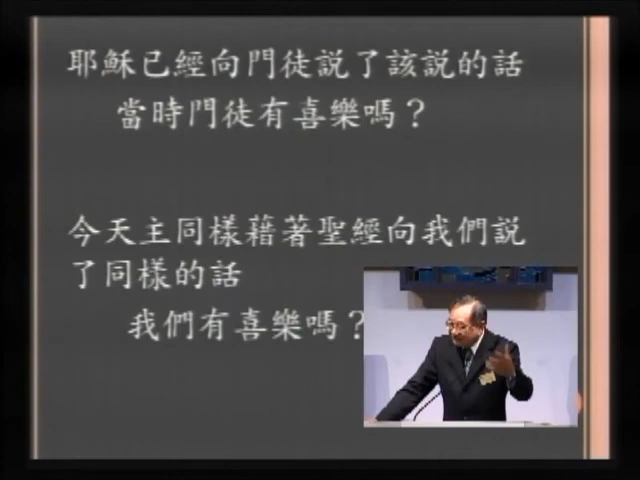 耶穌已經向門徒說了該說的話
當時門徒有喜樂嗎？
今天主同樣藉著聖經向我們說
了同樣的話
我們有喜樂嗎？